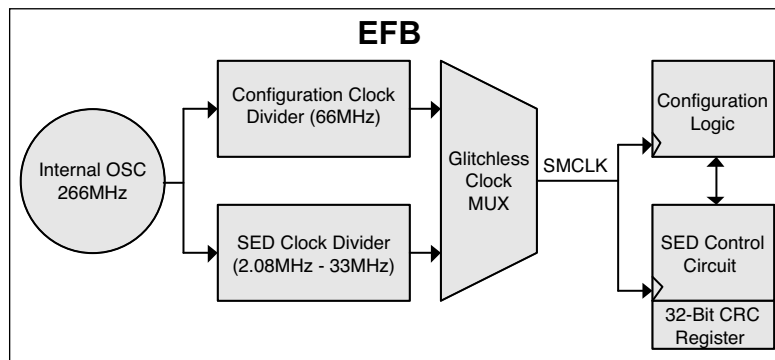 EFB
Internal OSC
266MHz
Configuration Clock
Divider (66MHz)
SED Clock Divider
(2.08MHz - 33MHz)
Glitchless
Clock
MUX
SMCLK
Configuration
Logic
SED Control
Circuit
32-Bit CRC
Register